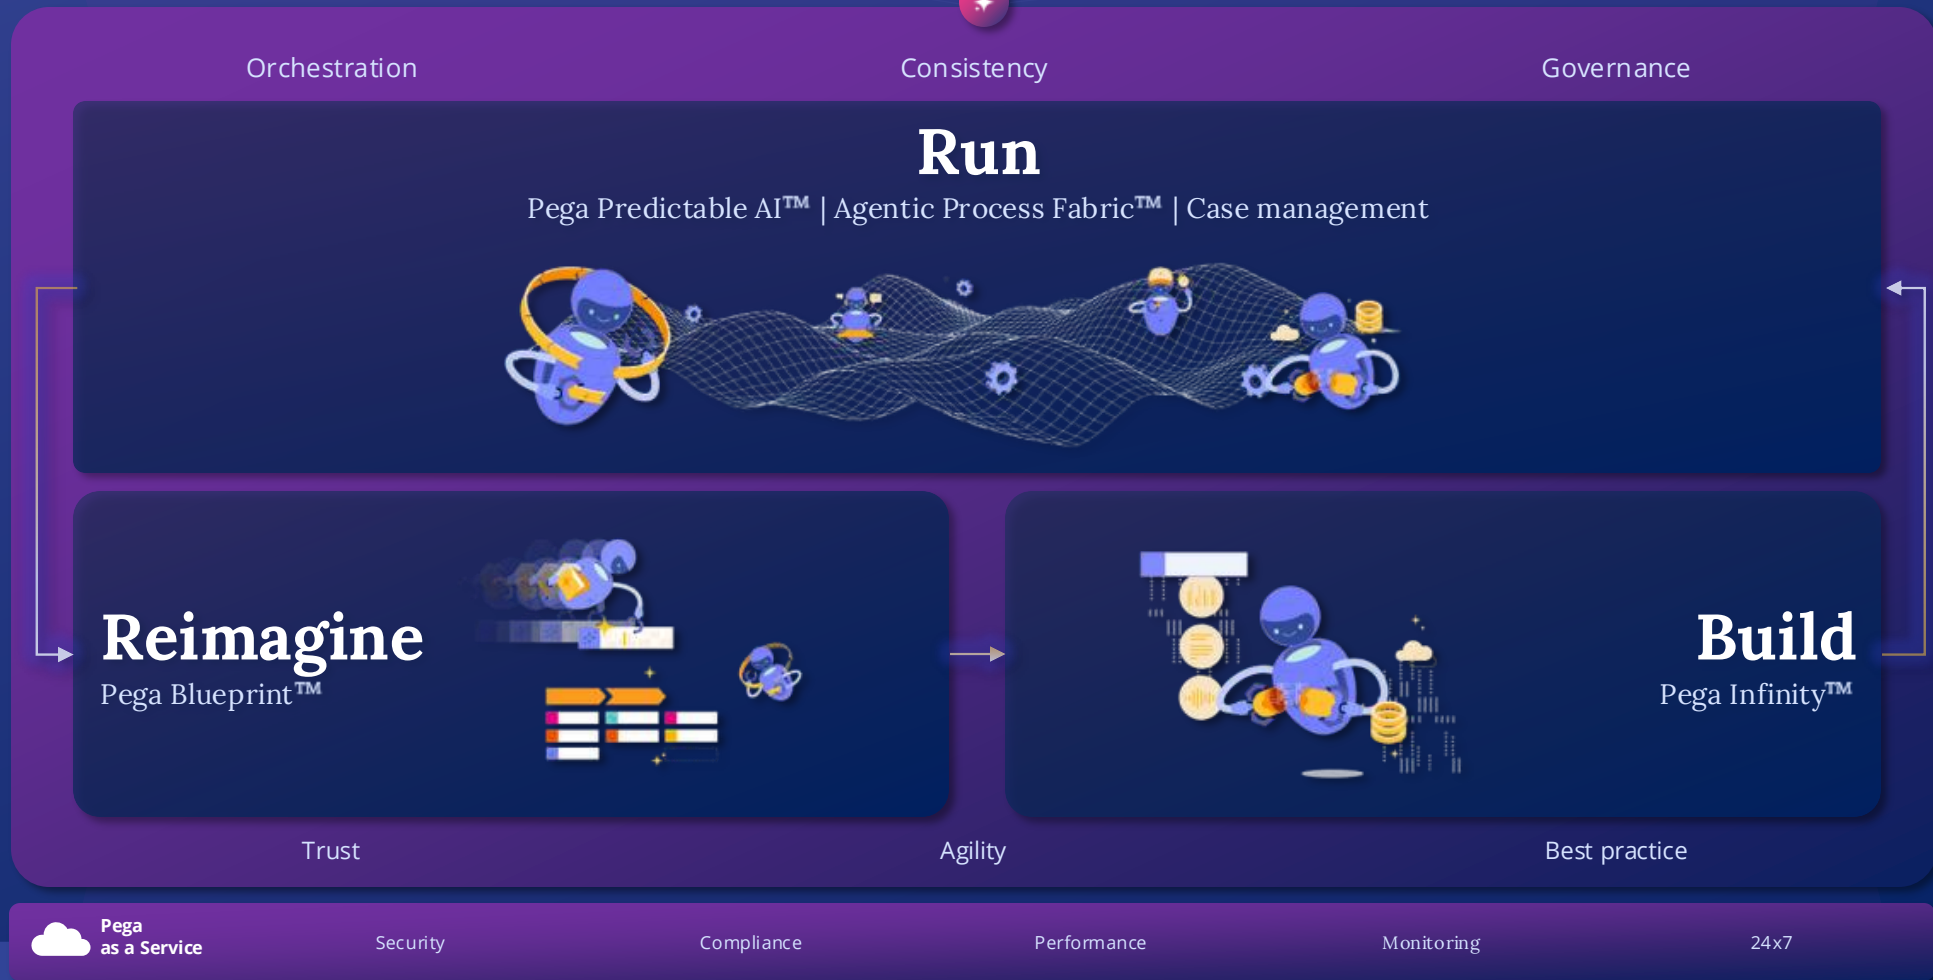 Orchestration
Consistency
Governance
Run
Pega Predictable AI™ | Agentic Process Fabric™ | Case management
Reimagine
Pega Blueprint™
Build
Pega Infinity™
Trust
Agility
Best practice
Pega
as a Service
Security
Compliance
Performance
Monitoring
24x7